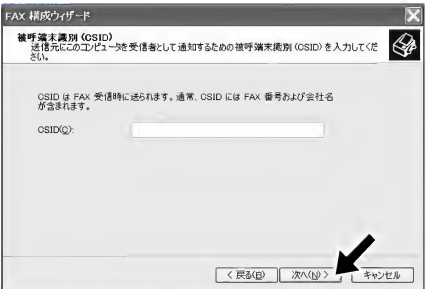 FAX 構成ウィザード
被呼端末識別 (CSID)
送信元にこのコンピュータを受信者として通知するための被呼端末識別 (CSID) を入力してくだ
さい。
CSID は FAX 受信時に送られます。通常、CSID には FAX 番号および会社名
が含まれます。
CSID(C):
< 戻る(B) 次へ(N) > キャンセル